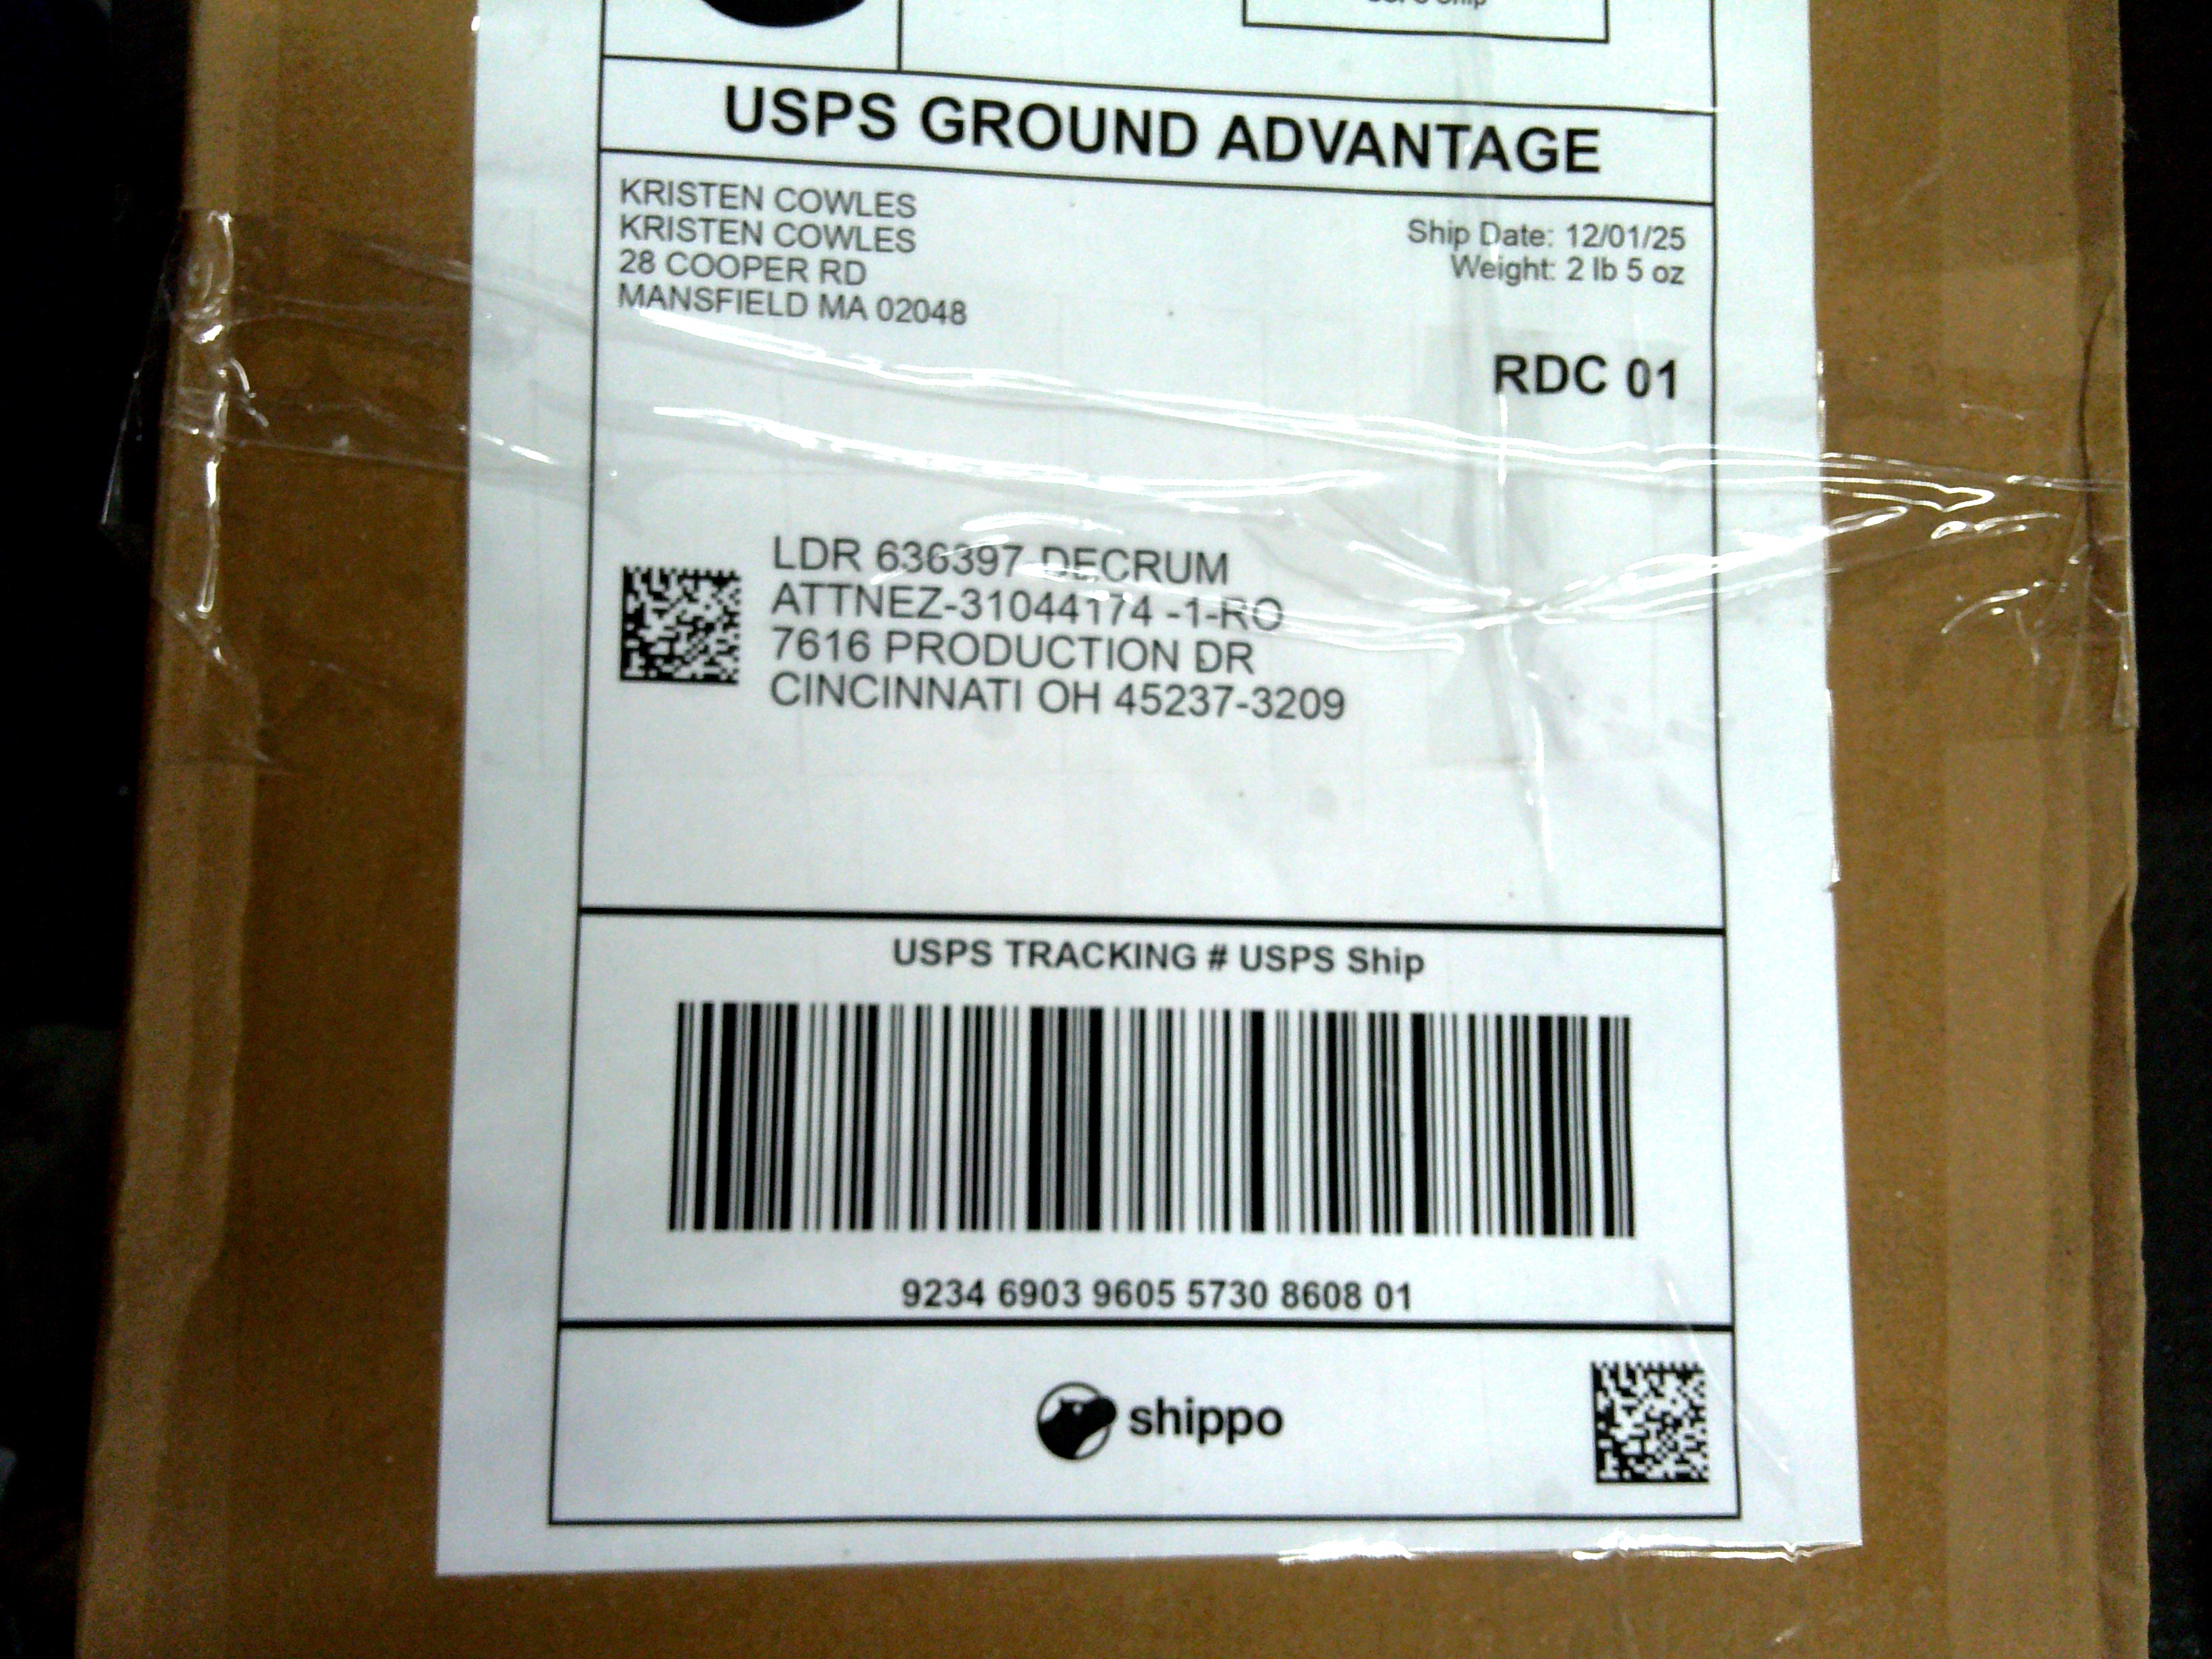 USPS GROUND ADVANTAGE
KRISTEN COWLES
KRISTEN COWLES
28 COOPER RD
MANSFIELD MA 02048
Ship Date: 12/01/25
Weight: 2 lb 5 oz
RDC 01
LDR 636397 DECRUM
ATTNEZ-31044174 -1-RO
7616 PRODUCTION DR
CINCINNATI OH 45237-3209
USPS TRACKING # USPS Ship
9234 6903 9605 5730 8608 01
shippo